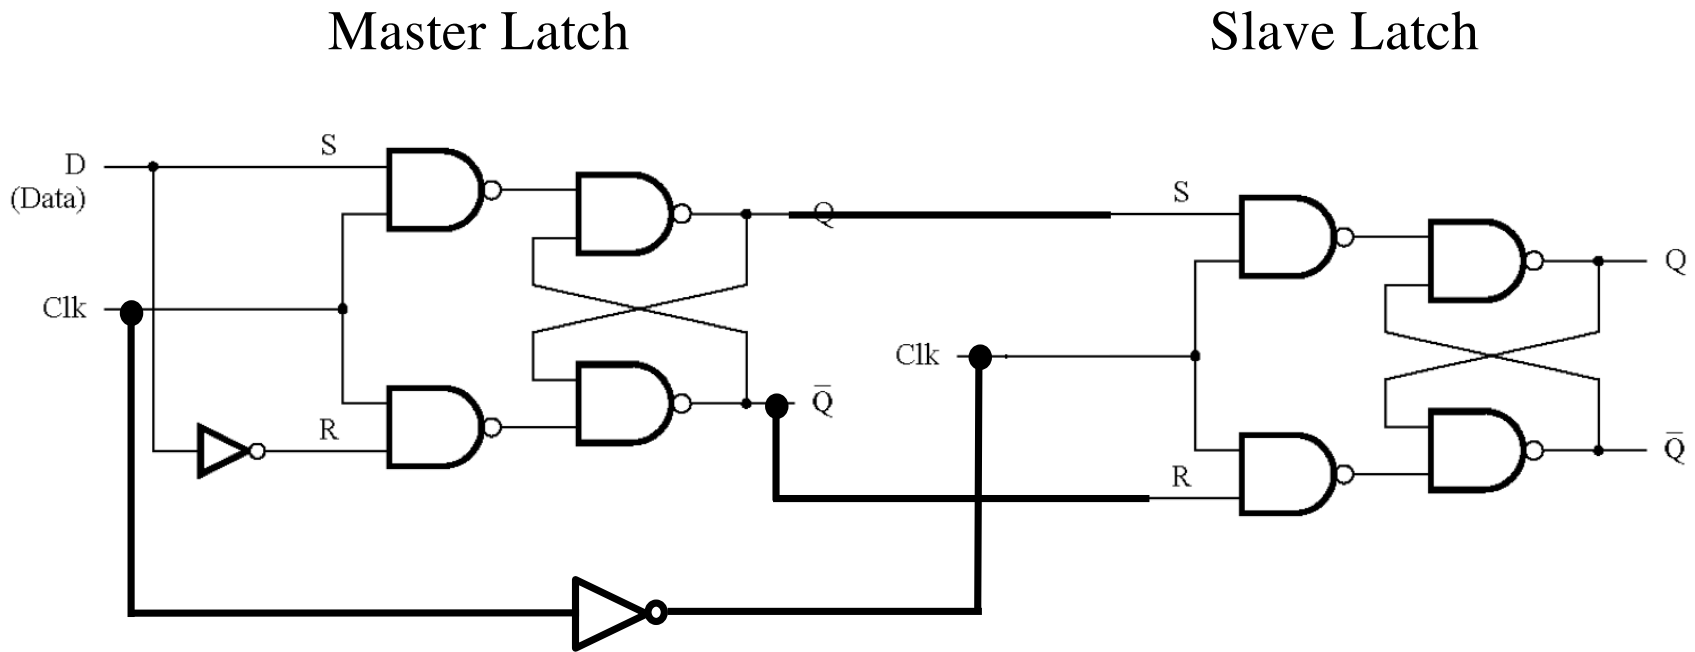 Master Latch
Slave Latch
D
(Data)
S
Clk
R
Q
Q̅
S
Clk
R
Q
Q̅